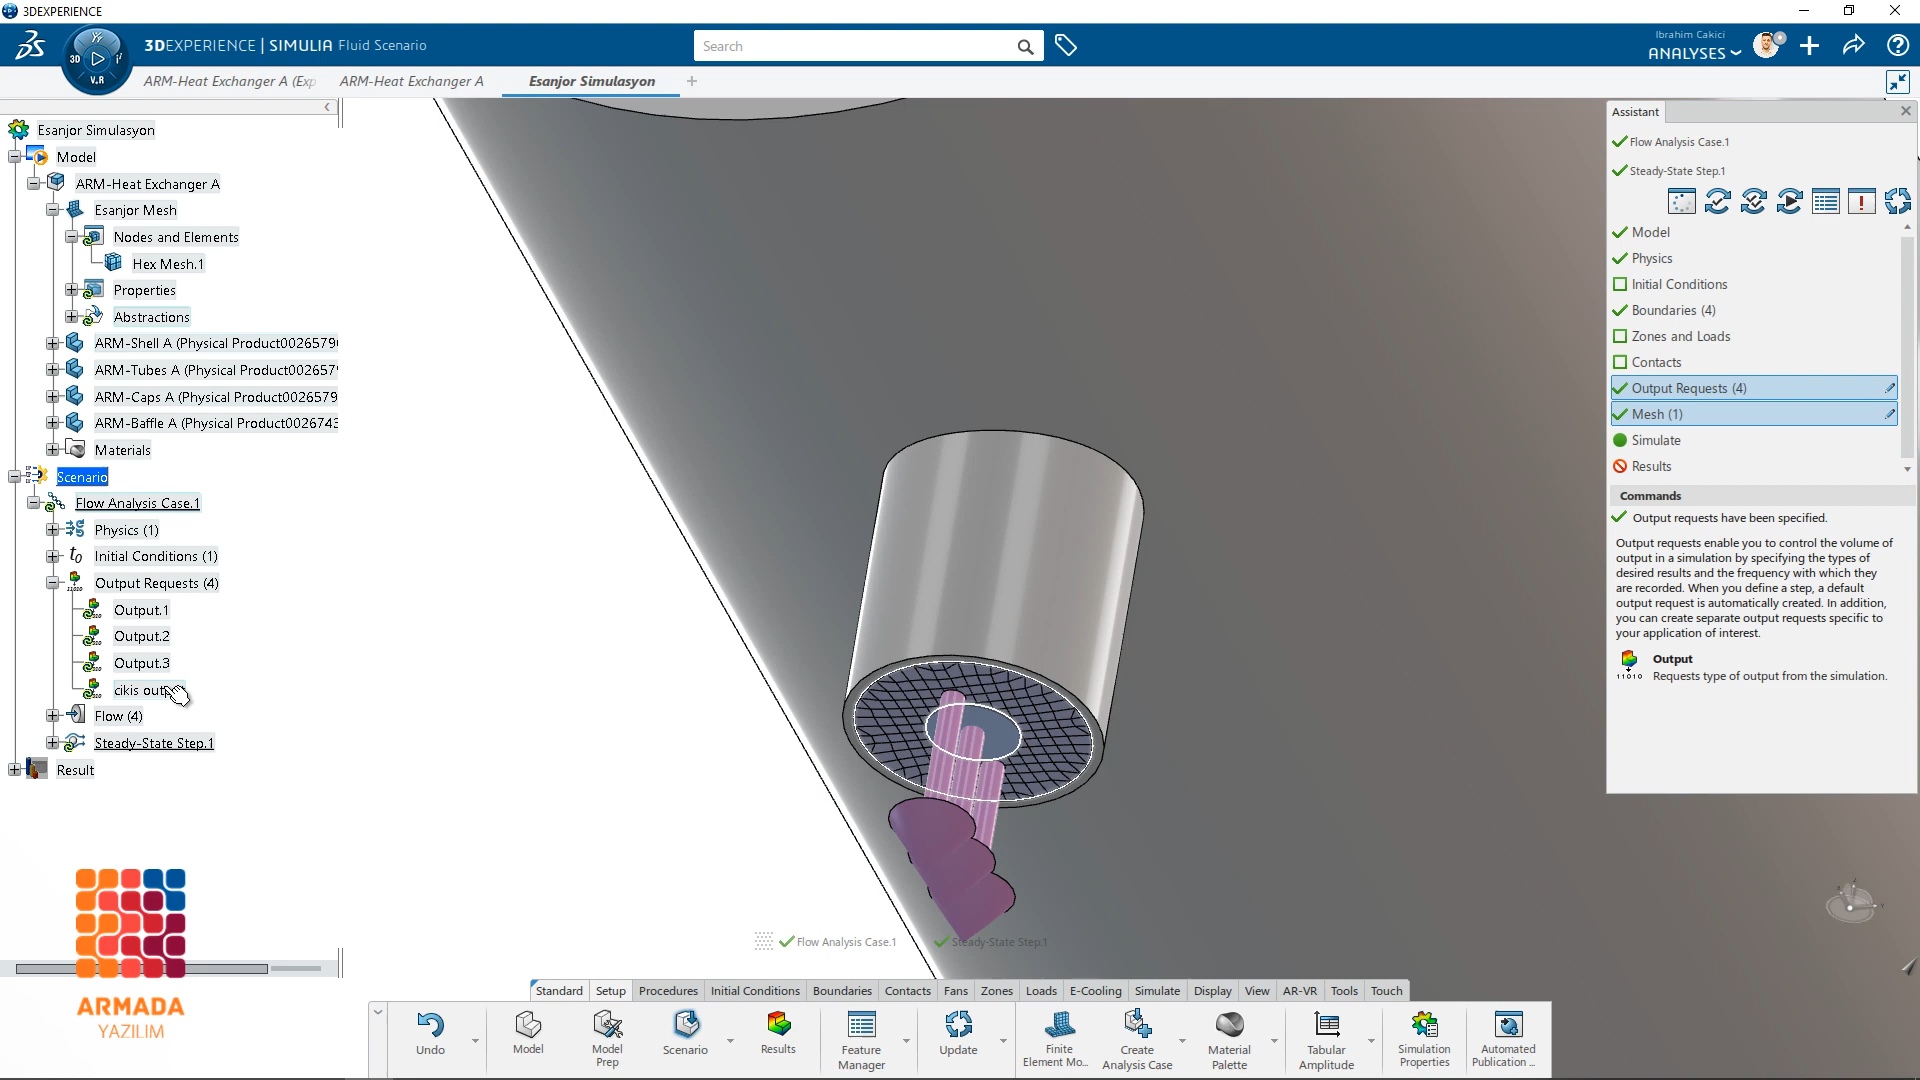 3DEXPERIENCE
3DEXPERIENCE | SIMULIA Fluid Scenario
Search
Ibrahim Cakici
ANALYSES
3D
V.R
ARM-Heat Exchanger A (Exp
ARM-Heat Exchanger A
Esanjor Simulasyon
Esanjor Simulasyon
Model
ARM-Heat Exchanger A
Esanjor Mesh
Nodes and Elements
Hex Mesh.1
Properties
Abstractions
ARM-Shell A (Physical Product0026579
ARM-Tubes A (Physical Product002657
ARM-Caps A (Physical Product0026579
ARM-Baffle A (Physical Product002674
Materials
Scenario
Flow Analysis Case.1
Physics (1)
Initial Conditions (1)
Output Requests (4)
Output.1
Output.2
Output.3
cikis
Flow (4)
Steady-State Step.1
Result
ARMADA
YAZILIM
Flow Analysis Case.1
Steady-State Step.1
Assistant
Flow Analysis Case.1
Steady-State Step.1
Model
Physics
Initial Conditions
Boundaries (4)
Zones and Loads
Contacts
Output Requests (4)
Mesh (1)
Simulate
Results
Commands
Output requests have been specified.
Output requests enable you to control the volume of
output in a simulation by specifying the types of
desired results and the frequency with which they
are recorded. When you define a step, a default
output request is automatically created. In addition,
you can create separate output requests specific to
your application of interest.
Output
Requests type of output from the simulation.
Standard Setup Procedures Initial Conditions Boundaries Contacts Fans Zones Loads E-Cooling Simulate Display View AR-VR Tools Touch
Undo
Model
Model Prep
Scenario
Results
Feature Manager
Update
Finite Element Mo...
Create Analysis Case
Material Palette
Tabular Amplitude
Simulation Properties
Automated Publication ...